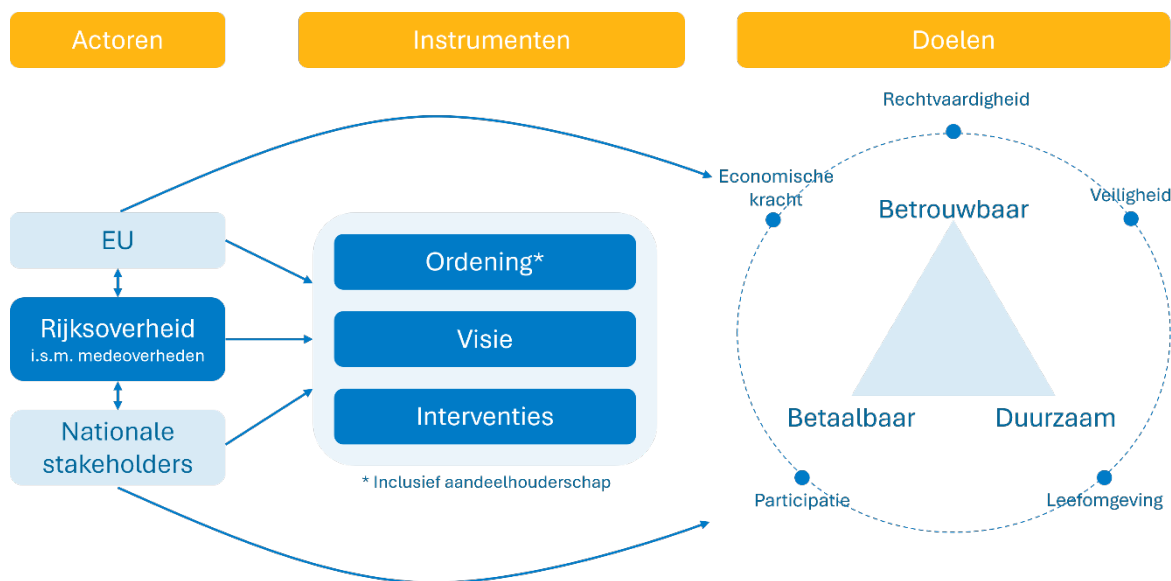 Actoren
Instrumenten
Doelen
EU
Rijksoverheid
i.s.m. medeoverheden
Nationale
stakeholders
Ordening*
Visie
Interventies
* Inclusief aandeelhouderschap
Rechtvaardigheid
Economische
kracht
Veiligheid
Betrouwbaar
Betaalbaar
Duurzaam
Participatie
Leefomgeving